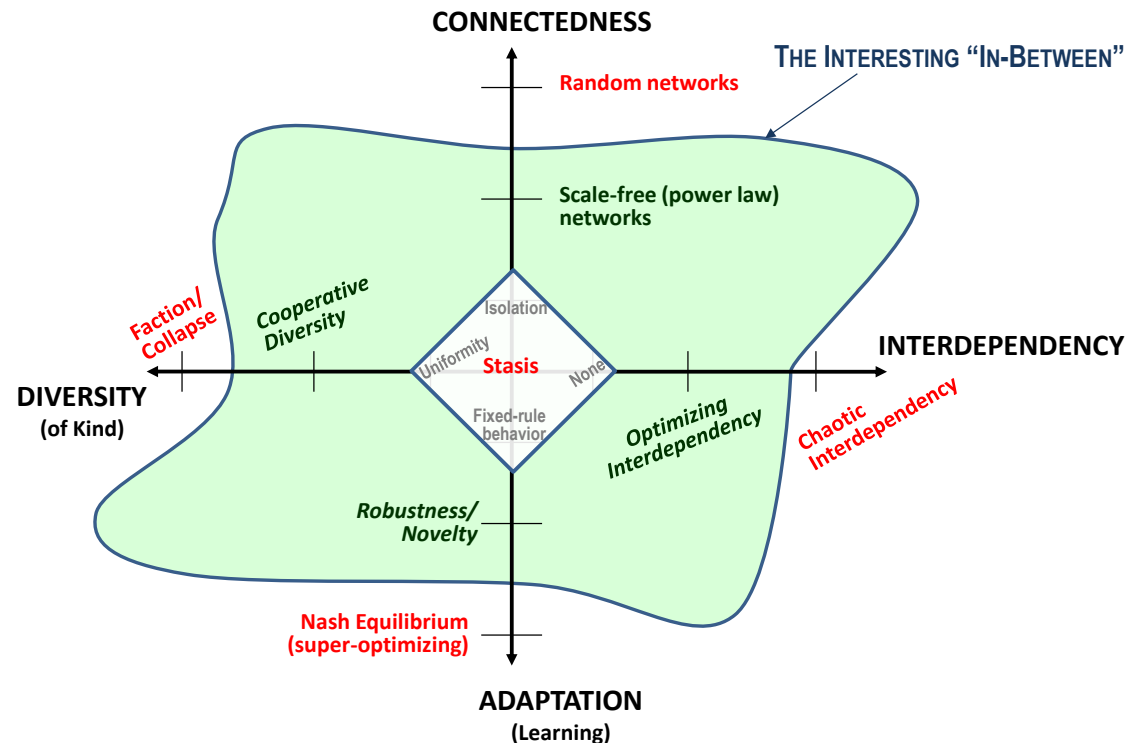 CONNECTEDNESS
THE INTERESTING “IN-BETWEEN”
Random networks
Scale-free (power law)
networks
Faction/
Collapse
Cooperative
Diversity
Isolation
Uniformity
Stasis
None
Fixed-rule
behavior
INTERDEPENDENCY
DIVERSITY
(of Kind)
Optimizing
Interdependency
Chaotic
Interdependency
Robustness/
Novelty
Nash Equilibrium
(super-optimizing)
ADAPTATION
(Learning)